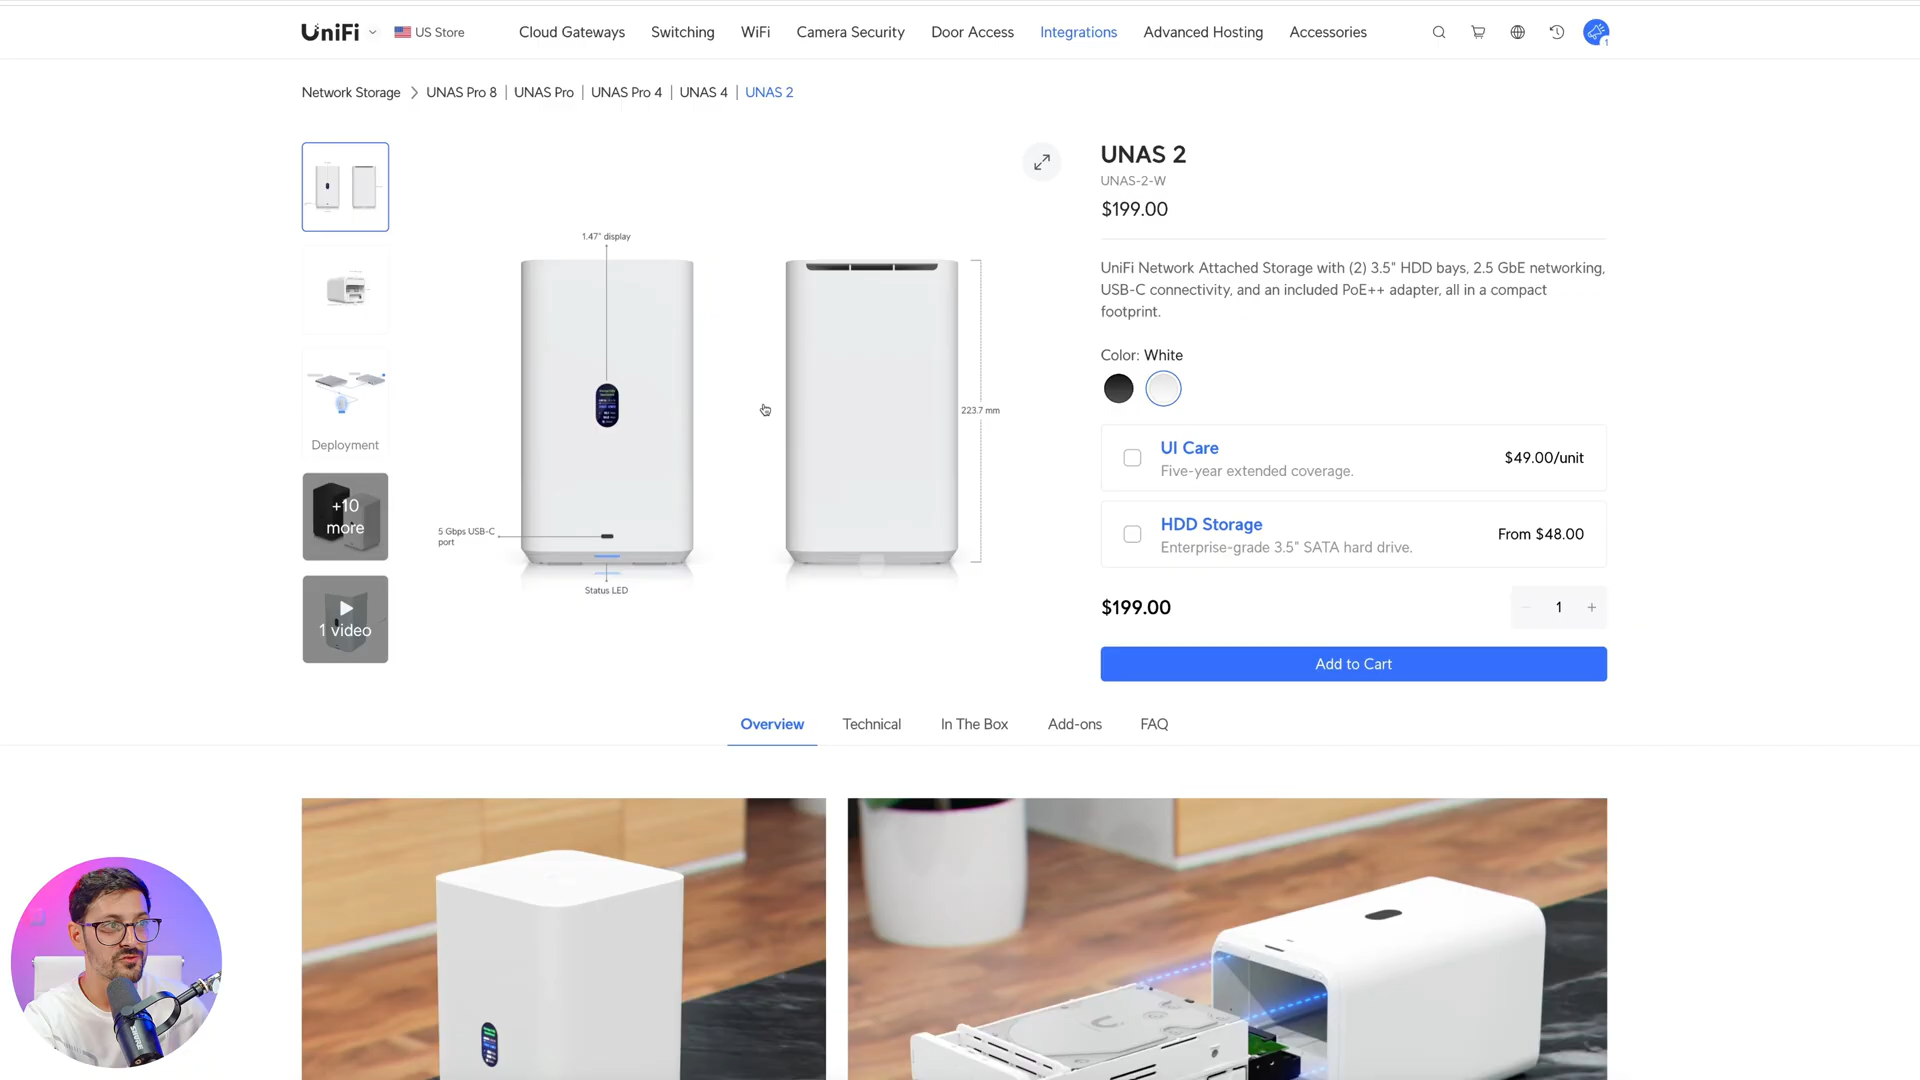 UniFi
US Store
Cloud Gateways
Switching
WiFi
Camera Security
Door Access
Integrations
Advanced Hosting
Accessories
1
Network Storage > UNAS Pro 8 | UNAS Pro | UNAS Pro 4 | UNAS 4 | UNAS 2
Deployment
+10
more
1 video
1.47" display
223.7 mm
5 Gbps USB-C
port
Status LED
UNAS 2
UNAS-2-W
$199.00
UniFi Network Attached Storage with (2) 3.5" HDD bays, 2.5 GbE networking,
USB-C connectivity, and an included PoE++ adapter, all in a compact
footprint.
Color: White
UI Care
Five-year extended coverage.
$49.00/unit
HDD Storage
Enterprise-grade 3.5" SATA hard drive.
From $48.00
$199.00
− 1 +
Add to Cart
Overview
Technical
In The Box
Add-ons
FAQ